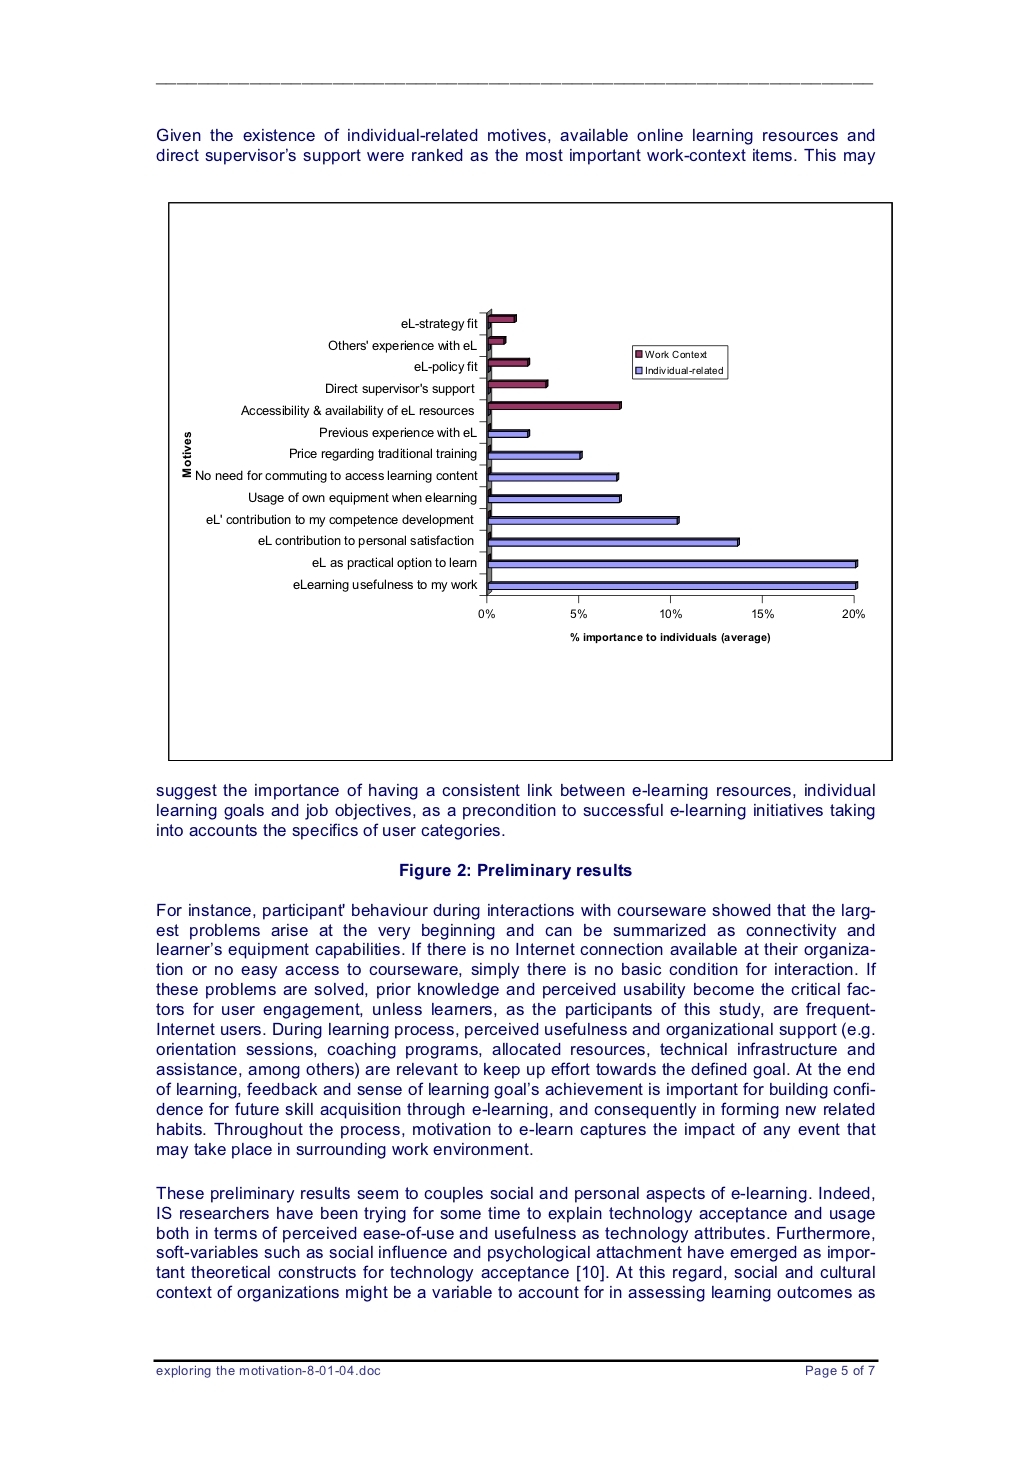 Given the existence of individual-related motives, available online learning resources and
direct supervisor's support were ranked as the most important work-context items. This may
eL-strategy fit
Others' experience with eL
eL-policy fit
Direct supervisor's support
Accessibility & availability of eL resources
Previous experience with eL
Price regarding traditional training
No need for commuting to access learning content
Usage of own equipment when elearning
eL' contribution to my competence development
eL contribution to personal satisfaction
eL as practical option to learn
eLearning usefulness to my work
Motives
Work Context
Individual-related
0% 5% 10% 15% 20%
% importance to individuals (average)
suggest the importance of having a consistent link between e-learning resources, individual
learning goals and job objectives, as a precondition to successful e-learning initiatives taking
into accounts the specifics of user categories.
Figure 2: Preliminary results
For instance, participant' behaviour during interactions with courseware showed that the larg-
est problems arise at the very beginning and can be summarized as connectivity and
learner's equipment capabilities. If there is no Internet connection available at their organiza-
tion or no easy access to courseware, simply there is no basic condition for interaction. If
these problems are solved, prior knowledge and perceived usability become the critical fac-
tors for user engagement, unless learners, as the participants of this study, are frequent-
Internet users. During learning process, perceived usefulness and organizational support (e.g.
orientation sessions, coaching programs, allocated resources, technical infrastructure and
assistance, among others) are relevant to keep up effort towards the defined goal. At the end
of learning, feedback and sense of learning goal's achievement is important for building confi-
dence for future skill acquisition through e-learning, and consequently in forming new related
habits. Throughout the process, motivation to e-learn captures the impact of any event that
may take place in surrounding work environment.
These preliminary results seem to couples social and personal aspects of e-learning. Indeed,
IS researchers have been trying for some time to explain technology acceptance and usage
both in terms of perceived ease-of-use and usefulness as technology attributes. Furthermore,
soft-variables such as social influence and psychological attachment have emerged as impor-
tant theoretical constructs for technology acceptance [10]. At this regard, social and cultural
context of organizations might be a variable to account for in assessing learning outcomes as
exploring the motivation-8-01-04.doc Page 5 of 7